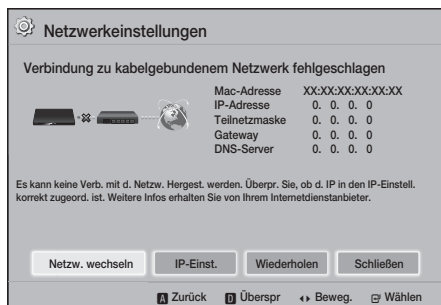 Netzwerkeinstellungen
Verbindung zu kabelgebundenem Netzwerk fehlgeschlagen
Mac-Adresse XX:XX:XX:XX:XX:XX
IP-Adresse 0. 0. 0. 0
Teilnetzmaske 0. 0. 0. 0
Gateway 0. 0. 0. 0
DNS-Server 0. 0. 0. 0
Es kann keine Verb. mit d. Netzw. Hergest. werden. Überpr. Sie, ob d. IP in den IP-Einstell.
korrekt zugeord. ist. Weitere Infos erhalten Sie von Ihrem Internetdienstanbieter.
Netzw. wechseln IP-Einst. Wiederholen Schließen
A Zurück D Überspr Beweg. Wählen